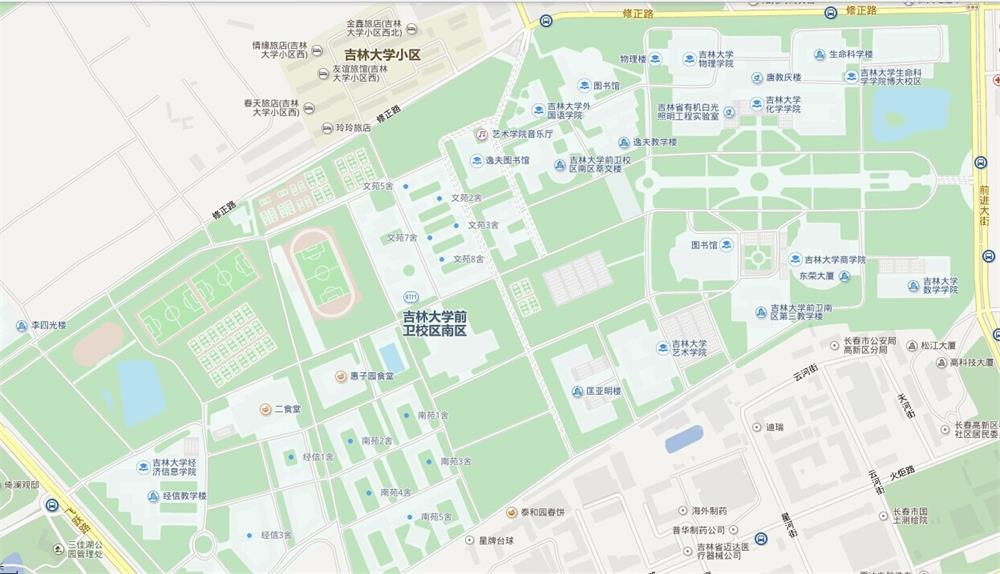 修正路
修正路
金鑫旅店(吉林
大学小区西北)
情缘旅店(吉林
大学小区西)
吉林大学小区
友谊旅馆(吉林
大学小区西)
春天旅店(吉林
大学小区西)
修正路
玲玲旅店
物理楼
吉林大学
物理学院
生命科学楼
唐敖庆楼
吉林大学生命科
学学院博大校区
图书馆
吉林大学外
国语学院
吉林省有机白光
照明工程实验室
吉林大学
化学学院
艺术学院音乐厅
逸夫教学楼
逸夫图书馆
吉林大学前卫校
区南区萃文楼
文苑5舍
文苑2舍
修正路
前进大街
文苑3舍
文苑7舍
文苑8舍
图书馆
吉林大学商学院
东荣大厦
吉林大学
数学学院
吉林大学前
卫校区南区
吉林大学前卫南
区第三教学楼
李四光楼
吉林大学
艺术学院
长春市公安局
高新区分局
松江大厦
高科技大厦
惠子园食堂
匡亚明楼
云河街
天河街
二食堂
南苑1舍
迪瑞
长春高新区
社区居民委
南苑2舍
经信1舍
南苑3舍
吉林大学经
济信息学院
火炬路
云河街
倚澜观邸
经信教学楼
南苑4舍
飞跃路
泰和园春饼
海外制药
南苑5舍
长春市国
土测绘院
星河街
普华制药公司
经信3舍
星牌台球
三佳湖公
园管理处
吉林省迈达医
疗器械公司